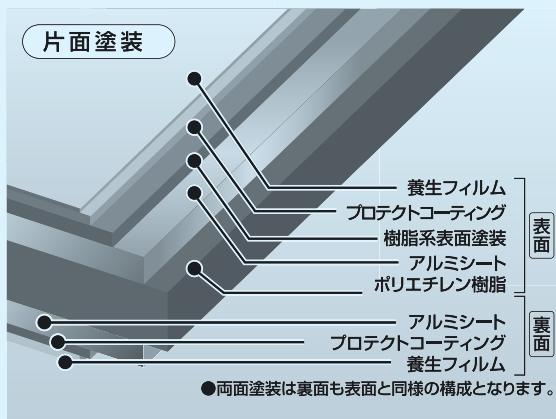 片面塗装
養生フィルム
プロテクトコーティング
樹脂系表面塗装
アルミシート
ポリエチレン樹脂
表面
アルミシート
プロテクトコーティング
養生フィルム
裏面
●両面塗装は裏面も表面と同様の構成となります。